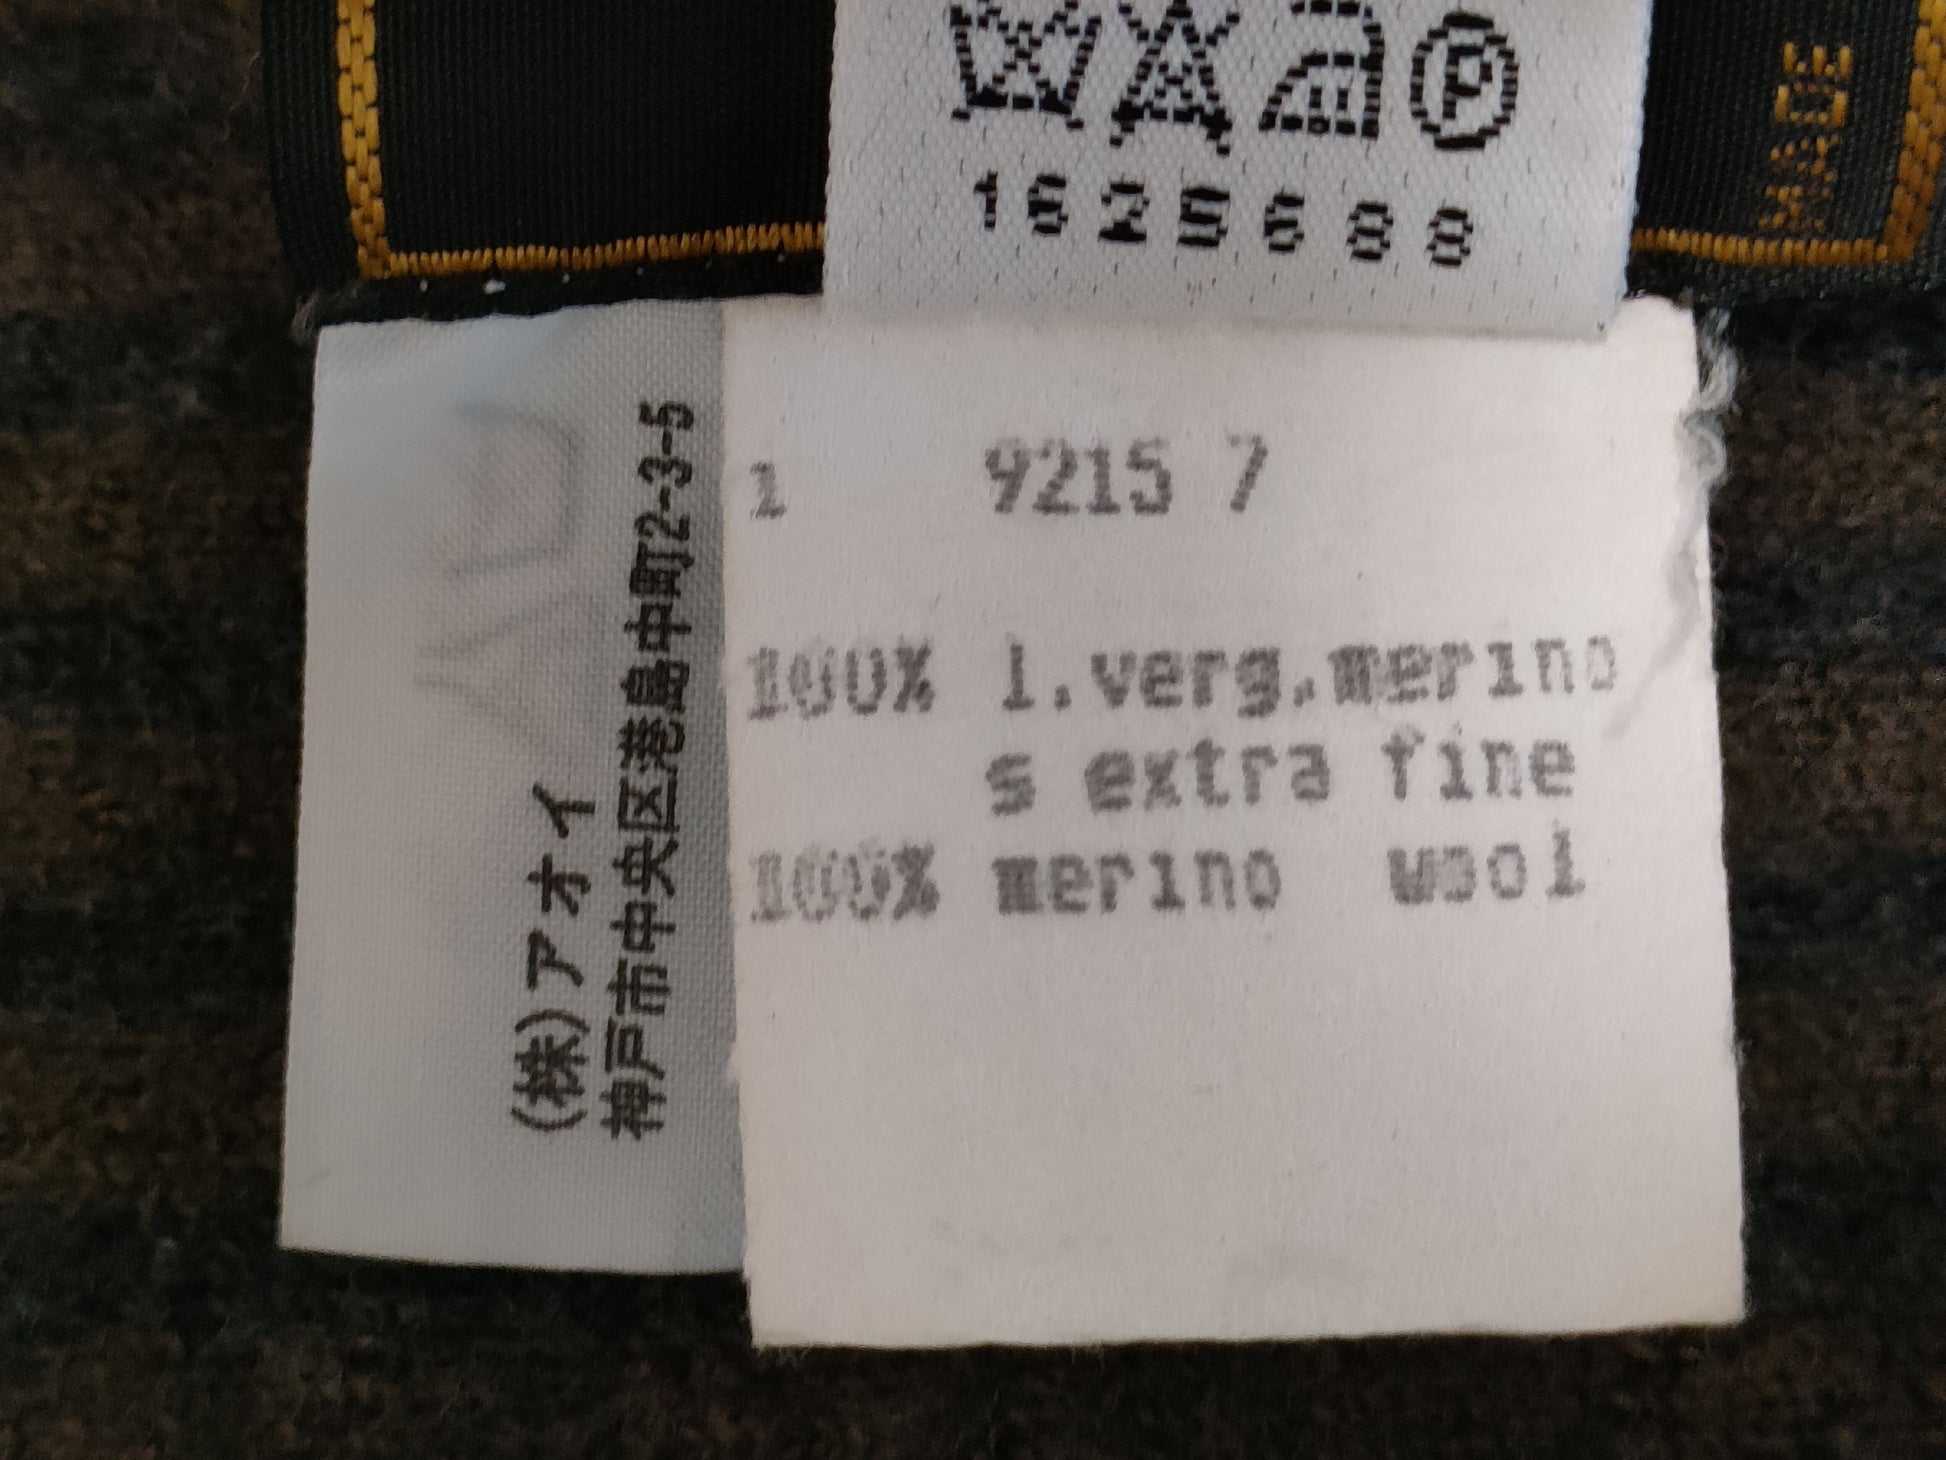 MADE
1625688
1 9215 7
100% l.verg.merino
s extra fine
100% merino wool
(株)アオイ
神戸市中央区港島中町2-3-5